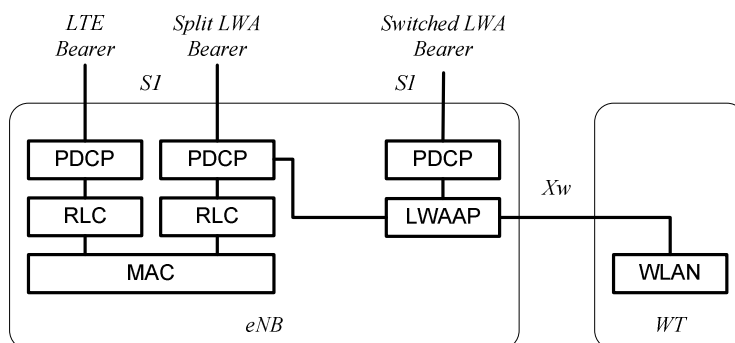 LTE Bearer
Split LWA Bearer
Switched LWA Bearer
S1
S1
PDCP
PDCP
PDCP
Xw
RLC
RLC
LWAAP
MAC
WLAN
eNB
WT